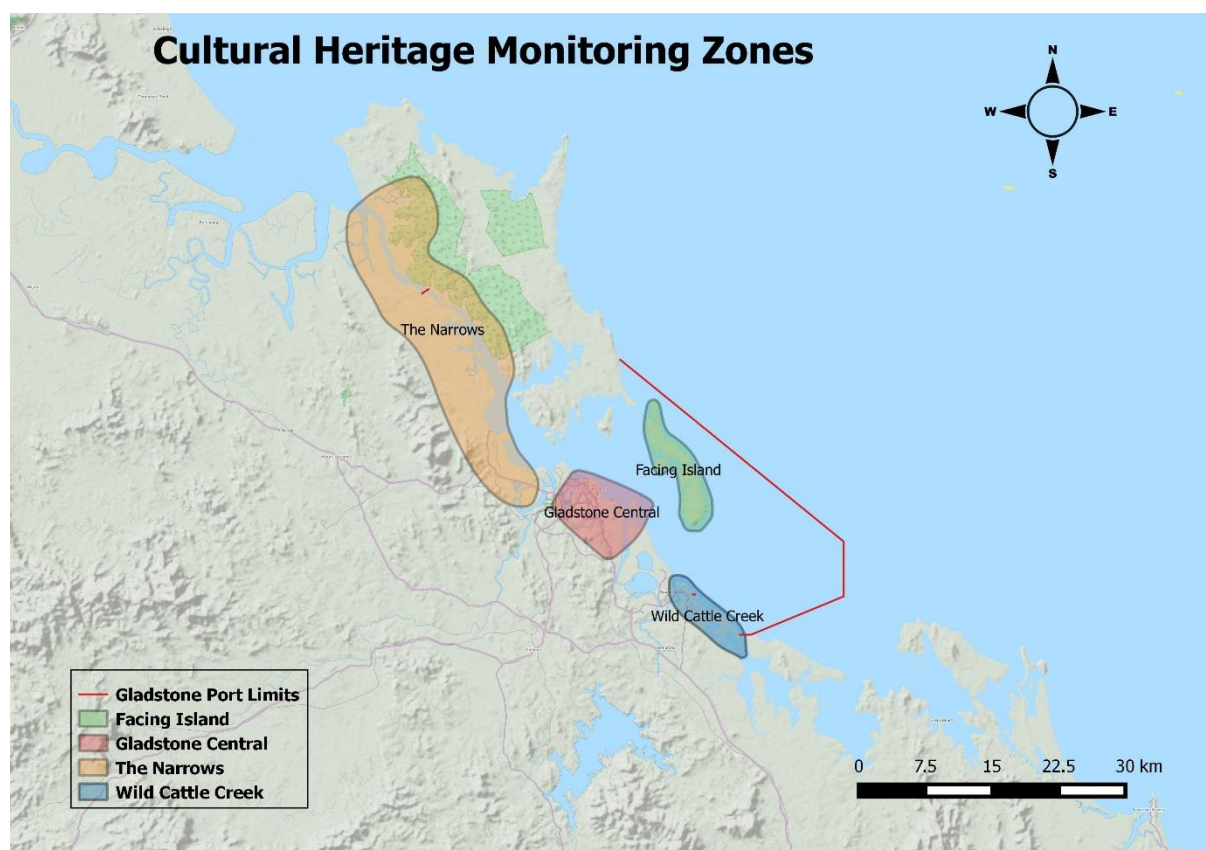 Cultural Heritage Monitoring Zones
N
W
E
S
The Narrows
Facing Island
Gladstone Central
Wild Cattle Creek
Gladstone Port Limits
Facing Island
Gladstone Central
The Narrows
Wild Cattle Creek
0 7.5 15 22.5 30 km